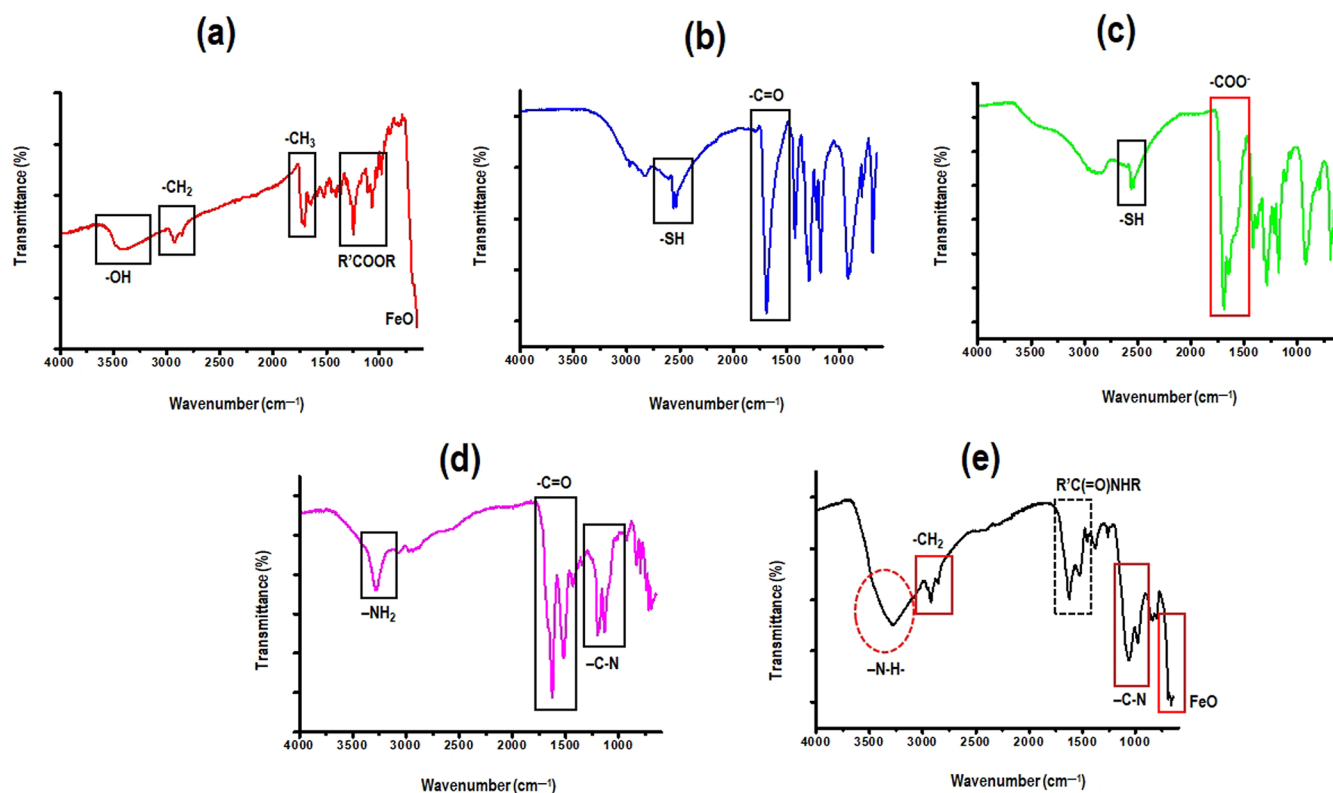 (a)
Transmittance (%)
-OH
-CH2
-CH3
R’COOR
FeO
4000 3500 3000 2500 2000 1500 1000
Wavenumber (cm—1)
(b)
Transmittance (%)
-SH
-C=O
4000 3500 3000 2500 2000 1500 1000
Wavenumber (cm—1)
(c)
Transmittance (%)
-SH
-COO-
4000 3500 3000 2500 2000 1500 1000
Wavenumber (cm—1)
(d)
Transmittance (%)
–NH2
-C=O
–C-N
4000 3500 3000 2500 2000 1500 1000
Wavenumber (cm—1)
(e)
Transmittance (%)
–N-H-
-CH2
R’C(=O)NHR
–C-N
FeO
4000 3500 3000 2500 2000 1500 1000
Wavenumber (cm—1)